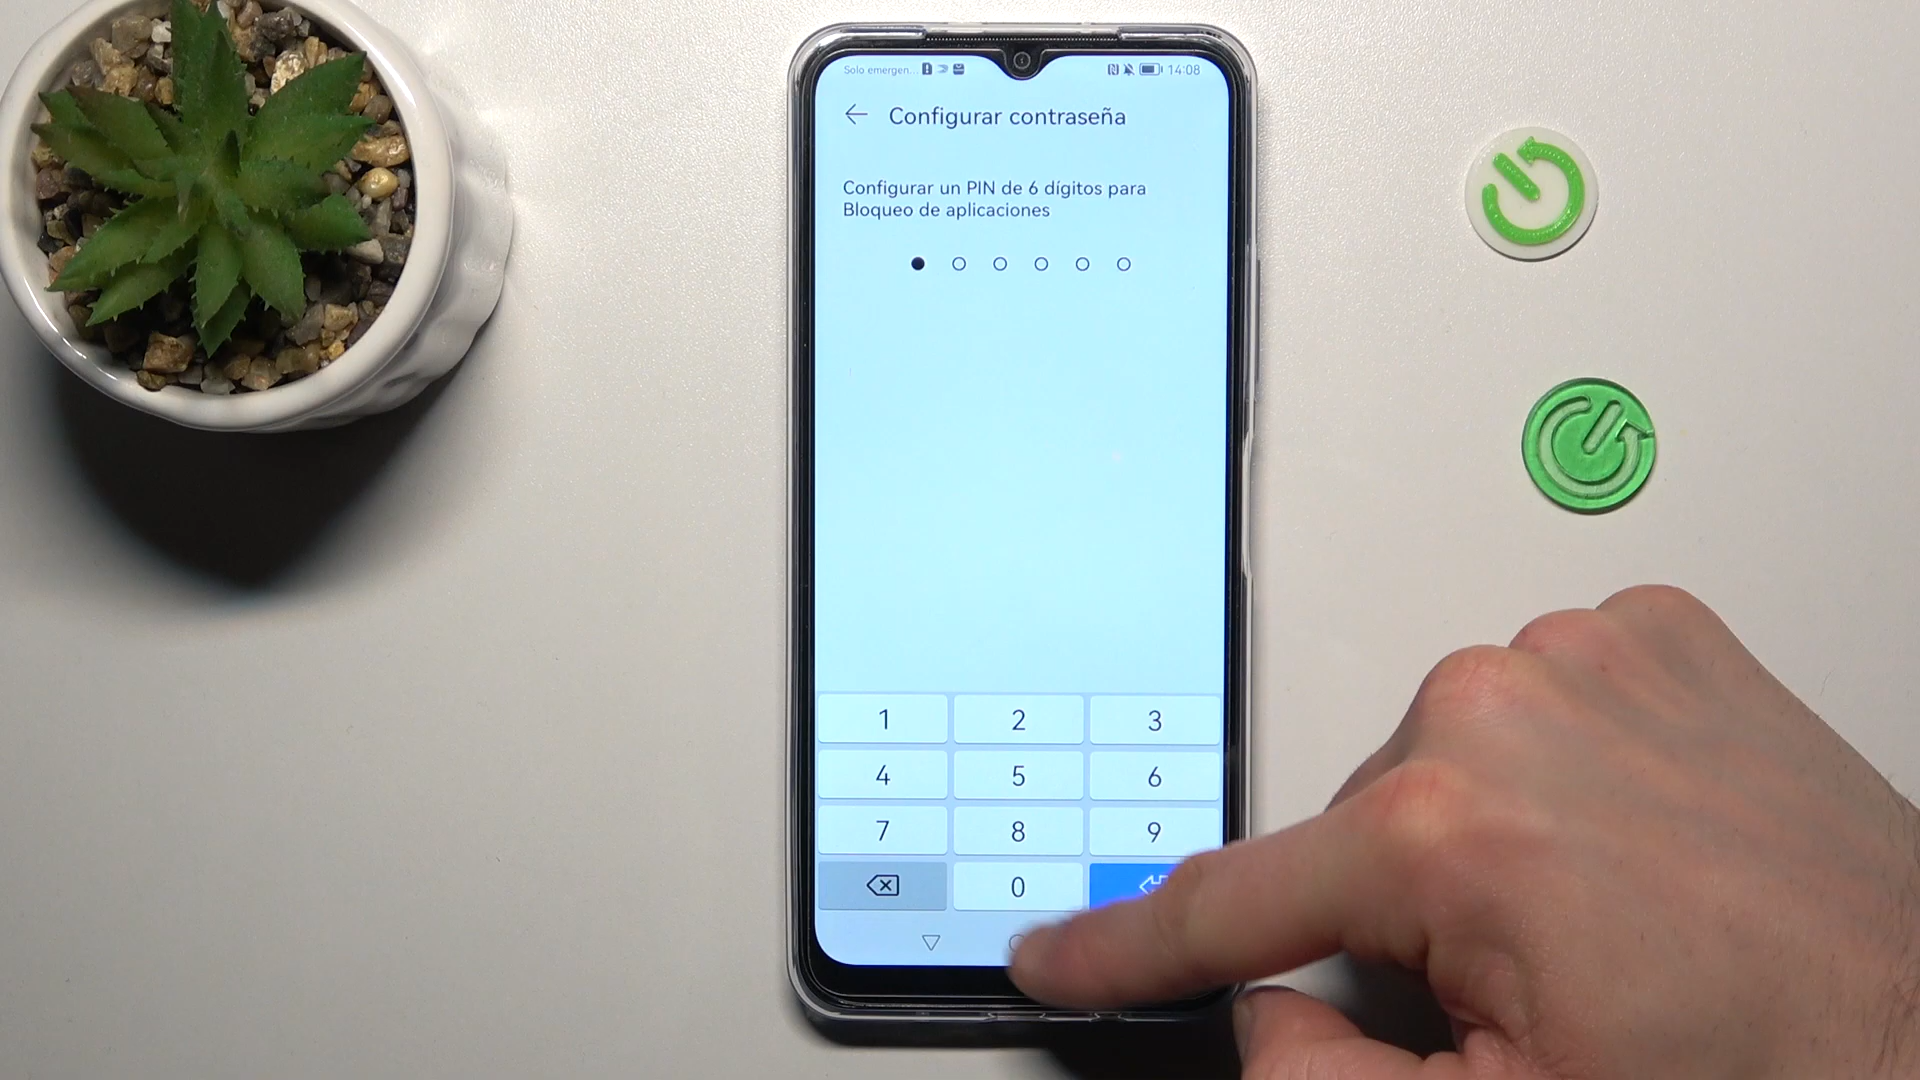 Solo emergen... 14:08
Configurar contraseña
Configurar un PIN de 6 dígitos para
Bloqueo de aplicaciones
1 2 3
4 5 6
7 8 9
0